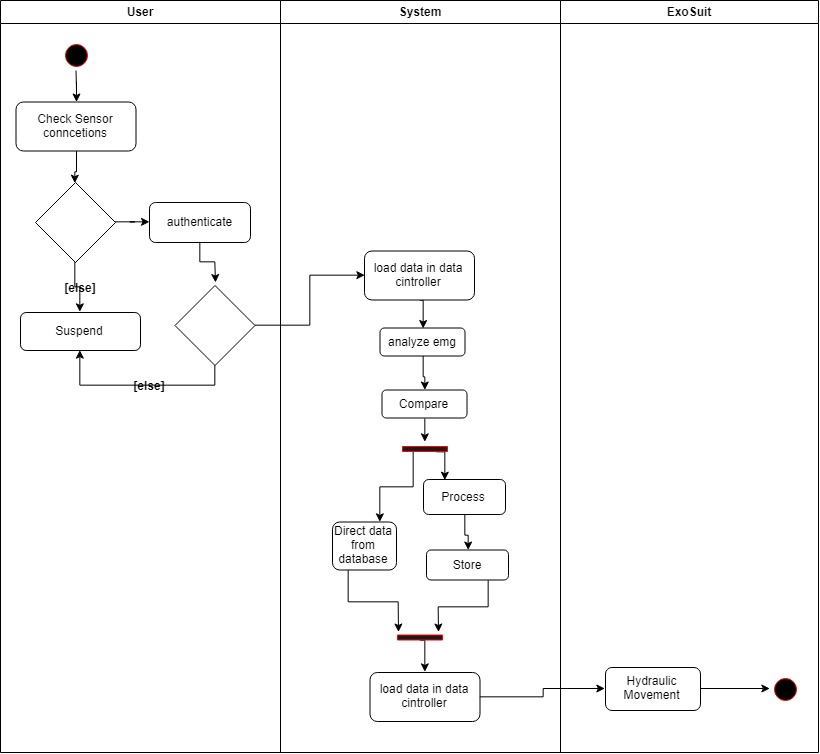 User
System
ExoSuit
Check Sensor
conncetions
authenticate
[else]
Suspend
[else]
load data in data
cintroller
analyze emg
Compare
Process
Direct data
from
database
Store
load data in data
cintroller
Hydraulic
Movement